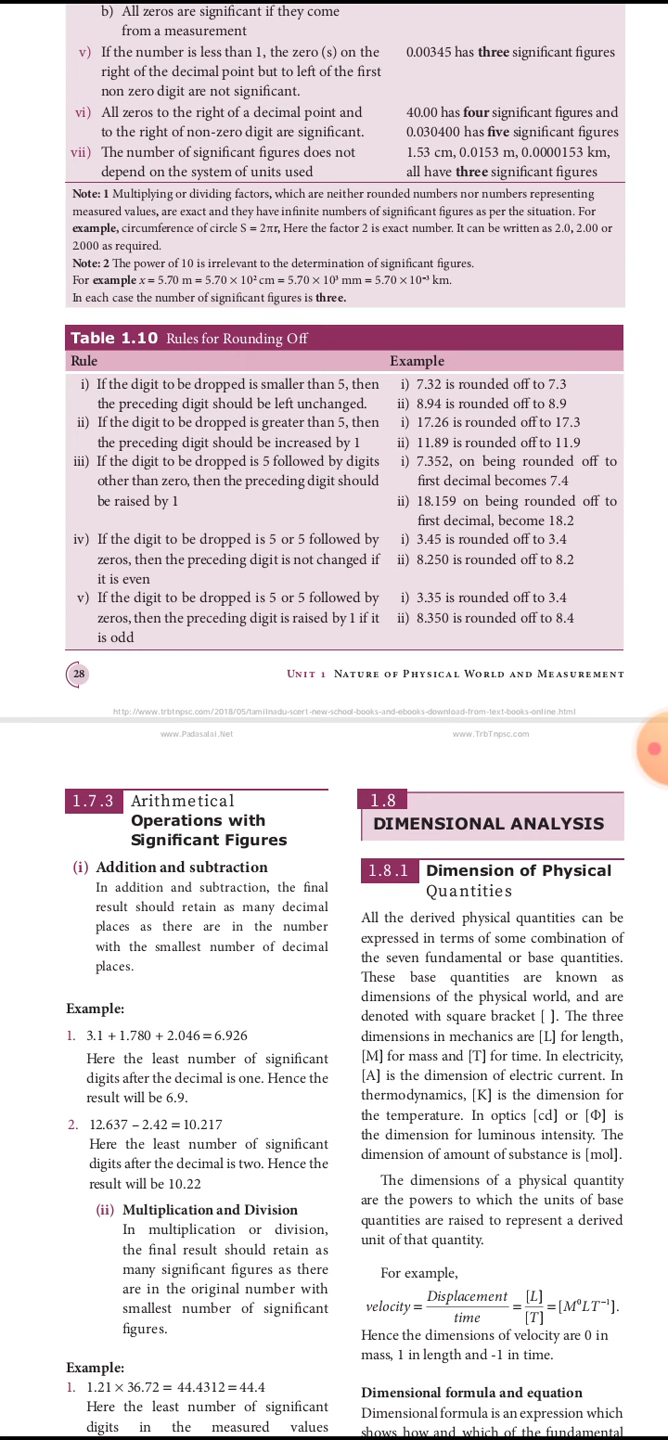 b) All zeros are significant if they come
from a measurement
v) If the number is less than 1, the zero (s) on the
right of the decimal point but to left of the first
non zero digit are not significant.
0.00345 has three significant figures
vi) All zeros to the right of a decimal point and
to the right of non-zero digit are significant.
40.00 has four significant figures and
0.030400 has five significant figures
vii) The number of significant figures does not
depend on the system of units used
1.53 cm, 0.0153 m, 0.0000153 km,
all have three significant figures
Note: 1 Multiplying or dividing factors, which are neither rounded numbers nor numbers representing
measured values, are exact and they have infinite numbers of significant figures as per the situation. For
example, circumference of circle S = 2πr, Here the factor 2 is exact number. It can be written as 2.0, 2.00 or
2.000 as required.
Note: 2 The power of 10 is irrelevant to the determination of significant figures.
For example x = 5.70 m = 5.70 × 10² cm = 5.70 × 10³ mm = 5.70 × 10⁻³ km.
In each case the number of significant figures is three.
Table 1.10 Rules for Rounding Off
Rule Example
i) If the digit to be dropped is smaller than 5, then
the preceding digit should be left unchanged.
i) 7.32 is rounded off to 7.3
ii) 8.94 is rounded off to 8.9
ii) If the digit to be dropped is greater than 5, then
the preceding digit should be increased by 1
i) 17.26 is rounded off to 17.3
ii) 11.89 is rounded off to 11.9
iii) If the digit to be dropped is 5 followed by digits
other than zero, then the preceding digit should
be raised by 1
i) 7.352, on being rounded off to
first decimal becomes 7.4
ii) 18.159 on being rounded off to
first decimal, become 18.2
iv) If the digit to be dropped is 5 or 5 followed by
zeros, then the preceding digit is not changed if
it is even
i) 3.45 is rounded off to 3.4
ii) 8.250 is rounded off to 8.2
v) If the digit to be dropped is 5 or 5 followed by
zeros, then the preceding digit is raised by 1 if it
is odd
i) 3.35 is rounded off to 3.4
ii) 8.350 is rounded off to 8.4
28
UNIT 1 NATURE OF PHYSICAL WORLD AND MEASUREMENT
http://www.trbtnpsc.com/2018/05/tamilnadu-scert-new-school-books-and-ebooks-download-from-text-books-online.html
www.Padasalai.Net www.TrbTnpsc.com
1.7.3 Arithmetical
Operations with
Significant Figures
(i) Addition and subtraction
In addition and subtraction, the final
result should retain as many decimal
places as there are in the number
with the smallest number of decimal
places.
Example:
1. 3.1 + 1.780 + 2.046 = 6.926
Here the least number of significant
digits after the decimal is one. Hence the
result will be 6.9.
2. 12.637 – 2.42 = 10.217
Here the least number of significant
digits after the decimal is two. Hence the
result will be 10.22
(ii) Multiplication and Division
In multiplication or division,
the final result should retain as
many significant figures as there
are in the original number with
smallest number of significant
figures.
Example:
1. 1.21 × 36.72 = 44.4312 = 44.4
Here the least number of significant
digits in the measured values
1.8
DIMENSIONAL ANALYSIS
1.8.1 Dimension of Physical
Quantities
All the derived physical quantities can be
expressed in terms of some combination of
the seven fundamental or base quantities.
These base quantities are known as
dimensions of the physical world, and are
denoted with square bracket [ ]. The three
dimensions in mechanics are [L] for length,
[M] for mass and [T] for time. In electricity,
[A] is the dimension of electric current. In
thermodynamics, [K] is the dimension for
the temperature. In optics [cd] or [Φ] is
the dimension for luminous intensity. The
dimension of amount of substance is [mol].
The dimensions of a physical quantity
are the powers to which the units of base
quantities are raised to represent a derived
unit of that quantity.
For example,
velocity = Displacement / time = [L] / [T] = [M⁰LT⁻¹].
Hence the dimensions of velocity are 0 in
mass, 1 in length and -1 in time.
Dimensional formula and equation
Dimensional formula is an expression which
shows how and which of the fundamental